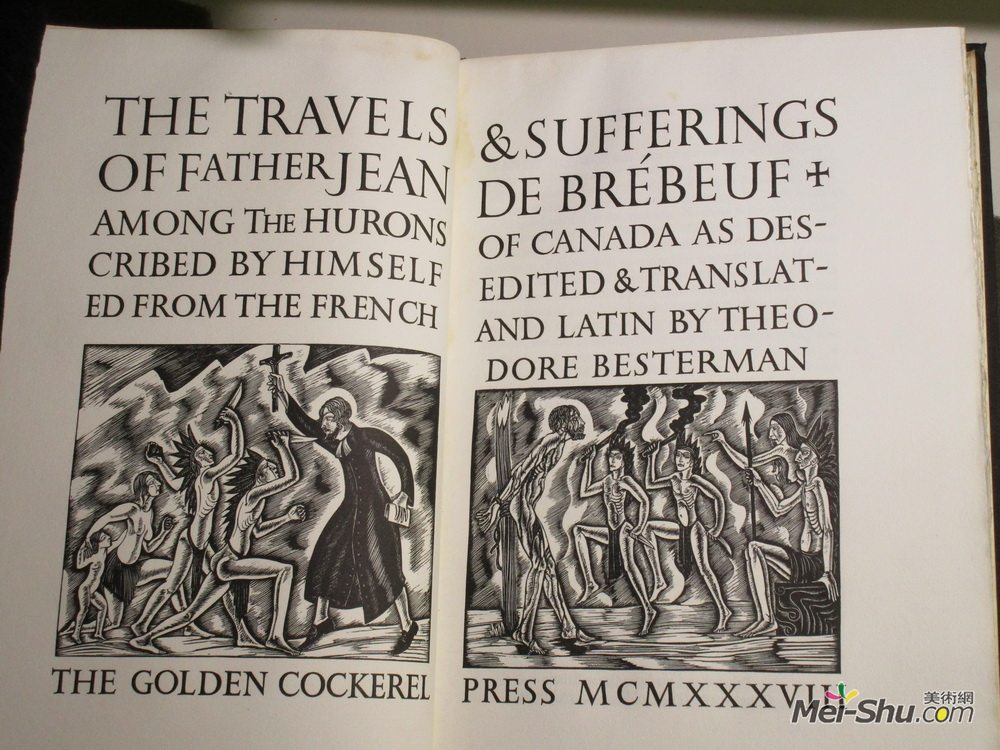 THE TRAVELS & SUFFERINGS
OF FATHER JEAN DE BRÉBEUF +
AMONG THE HURONS OF CANADA AS DES-
CRIBED BY HIMSELF EDITED & TRANSLAT-
ED FROM THE FRENCH AND LATIN BY THEO-
DORE BESTERMAN
THE GOLDEN COCKEREL PRESS MCMXXXVIII
Mei-Shu.com 美術網